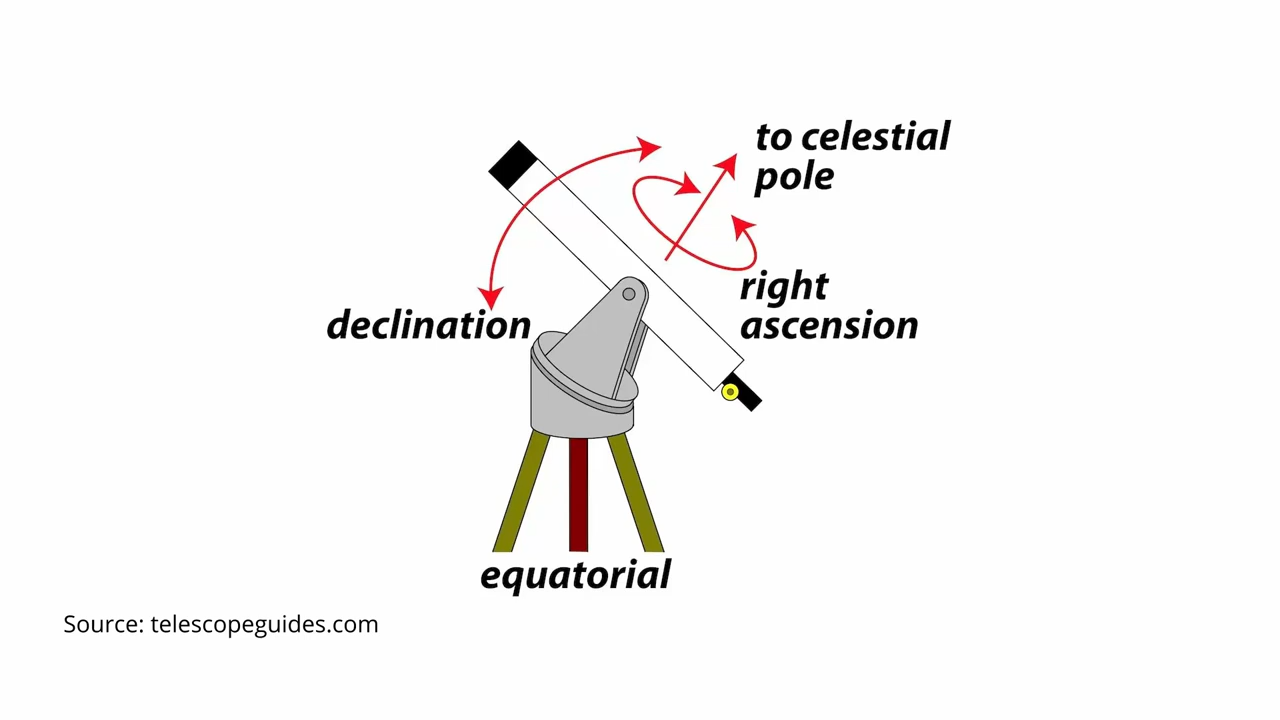 to celestial
pole
right
ascension
declination
equatorial
Source: telescopeguides.com